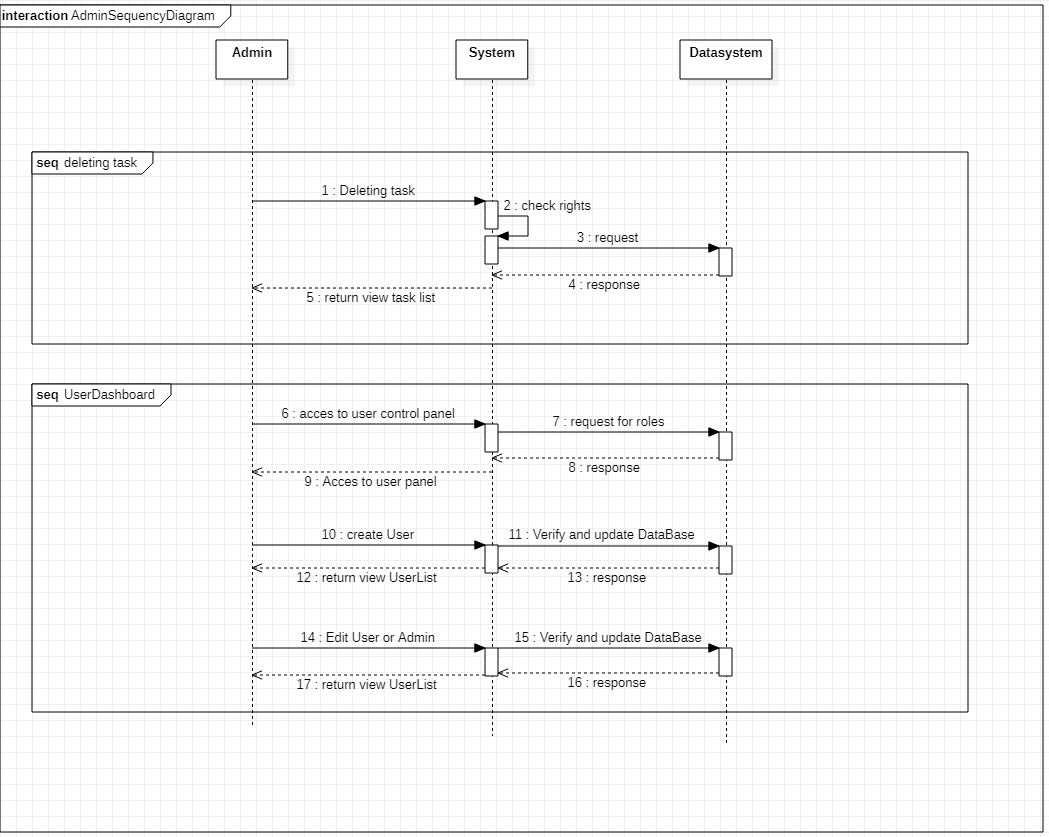 interaction AdminSequencyDiagram
Admin
System
Datasystem
seq deleting task
1 : Deleting task
2 : check rights
3 : request
4 : response
5 : return view task list
seq UserDashboard
6 : acces to user control panel
7 : request for roles
8 : response
9 : Acces to user panel
10 : create User
11 : Verify and update DataBase
12 : return view UserList
13 : response
14 : Edit User or Admin
15 : Verify and update DataBase
16 : response
17 : return view UserList